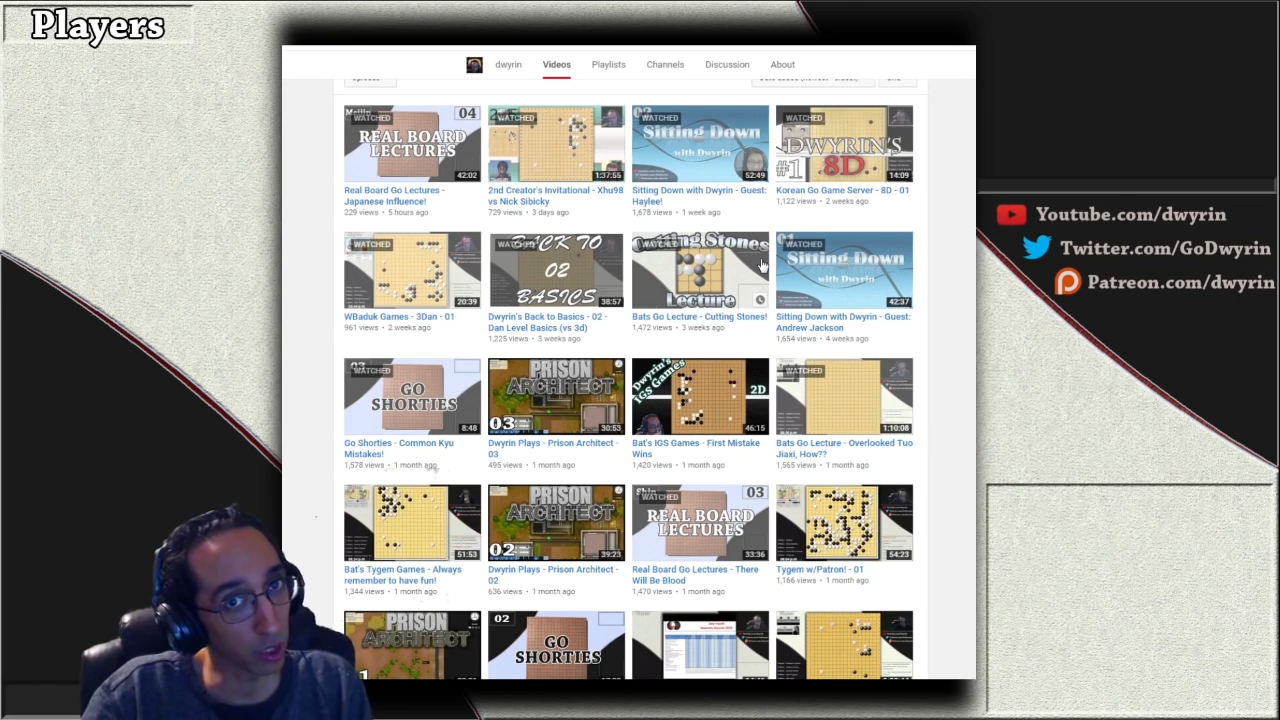 Players
dwyrin Videos Playlists Channels Discussion About
WATCHED
04
REAL BOARD
LECTURES
42:02
WATCHED
1:37:55
02
WATCHED
Sitting Down
with Dwyrin
52:49
WATCHED
DWYRIN'S
#1 8D
14:09
Real Board Go Lectures -
Japanese Influence!
229 views • 5 hours ago
2nd Creator's Invitational - Xhu98
vs Nick Sibicky
729 views • 3 days ago
Sitting Down with Dwyrin - Guest:
Haylee!
1,678 views • 1 week ago
Korean Go Game Server - 8D - 01
1,122 views • 2 weeks ago
Youtube.com/dwyrin
Twitter.com/GoDwyrin
Patreon.com/dwyrin
WATCHED
20:39
WATCHED
BACK TO
02
BASICS
38:57
WATCHED
Cutting Stones
Lecture
WATCHED
01
Sitting Down
with Dwyrin
42:37
WBaduk Games - 3Dan - 01
961 views • 2 weeks ago
Dwyrin's Back to Basics - 02 -
Dan Level Basics (vs 3d)
1,225 views • 3 weeks ago
Bats Go Lecture - Cutting Stones!
1,472 views • 3 weeks ago
Sitting Down with Dwyrin - Guest:
Andrew Jackson
1,654 views • 4 weeks ago
03
WATCHED
GO
SHORTIES
8:48
PRISON
ARCHITECT
03
30:53
Dwyrin's
IGS Games
2D
46:15
WATCHED
1:10:08
Go Shorties - Common Kyu
Mistakes!
1,578 views • 1 month ago
Dwyrin Plays - Prison Architect -
03
495 views • 1 month ago
Bat's IGS Games - First Mistake
Wins
1,420 views • 1 month ago
Bats Go Lecture - Overlooked Tuo
Jiaxi, How??
1,565 views • 1 month ago
51:53
PRISON
ARCHITECT
02
39:23
WATCHED
03
REAL BOARD
LECTURES
33:36
54:23
Bat's Tygem Games - Always
remember to have fun!
1,344 views • 1 month ago
Dwyrin Plays - Prison Architect -
02
636 views • 1 month ago
Real Board Go Lectures - There
Will Be Blood
1,470 views • 1 month ago
Tygem w/Patron! - 01
1,166 views • 1 month ago
PRISON
ARCHITECT
02
GO
SHORTIES